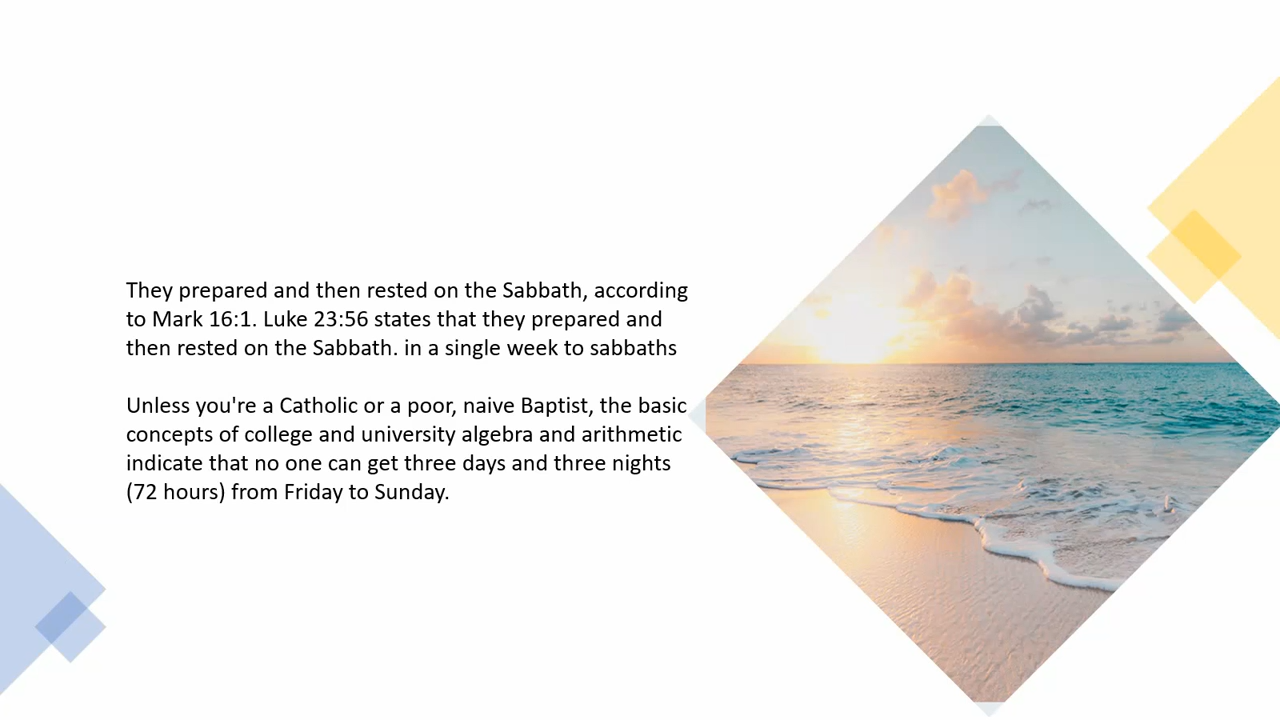 They prepared and then rested on the Sabbath, according
to Mark 16:1. Luke 23:56 states that they prepared and
then rested on the Sabbath. in a single week to sabbaths
Unless you're a Catholic or a poor, naive Baptist, the basic
concepts of college and university algebra and arithmetic
indicate that no one can get three days and three nights
(72 hours) from Friday to Sunday.